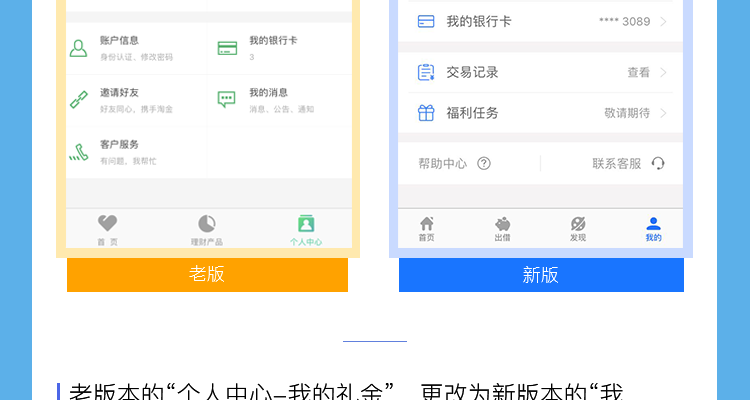 账户信息
身份认证、修改密码
我的银行卡
3
邀请好友
好友同心，携手淘金
我的消息
消息、公告、通知
客户服务
有问题，我帮忙
首 页
理财产品
个人中心
老版
我的银行卡
**** 3089
交易记录
查看
福利任务
敬请期待
帮助中心
联系客服
首页
出借
发现
我的
新版
老版本的“个人中心–我的礼金”，更改为新版本的“我